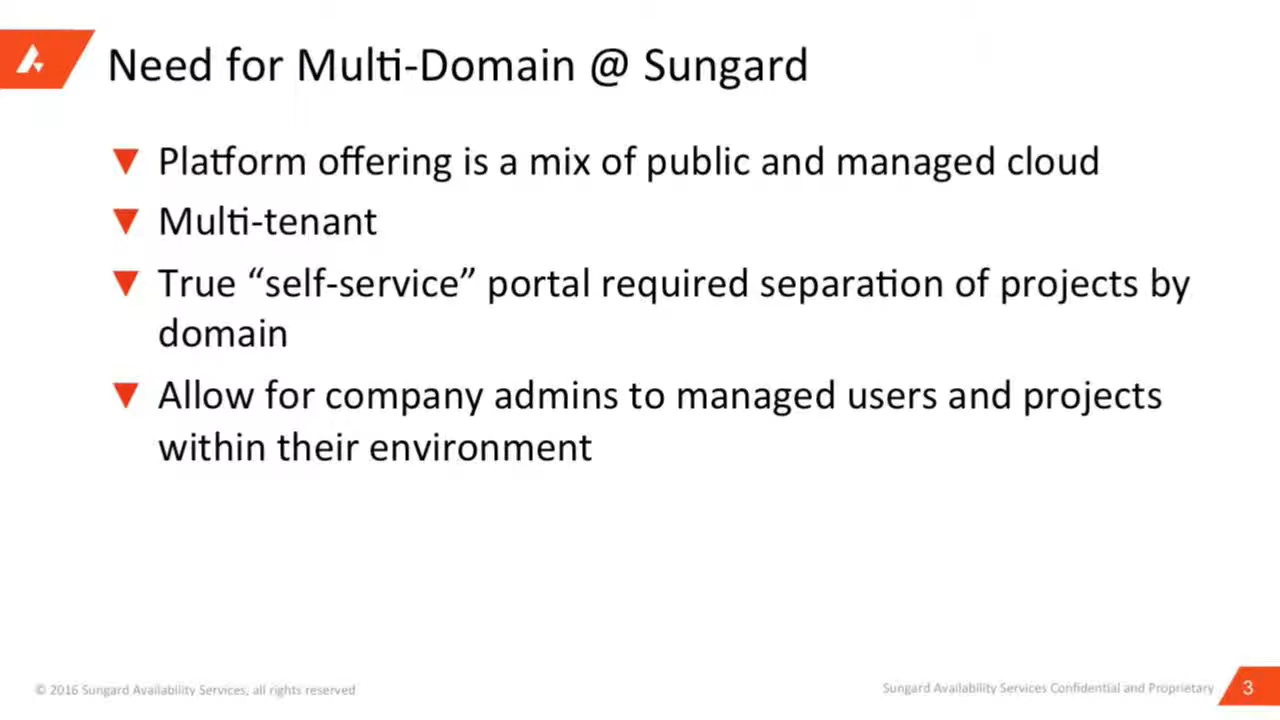 Need for Multi-Domain @ Sungard
Platform offering is a mix of public and managed cloud
Multi-tenant
True “self-service” portal required separation of projects by
domain
Allow for company admins to managed users and projects
within their environment
© 2016 Sungard Availability Services, all rights reserved
Sungard Availability Services Confidential and Proprietary
3